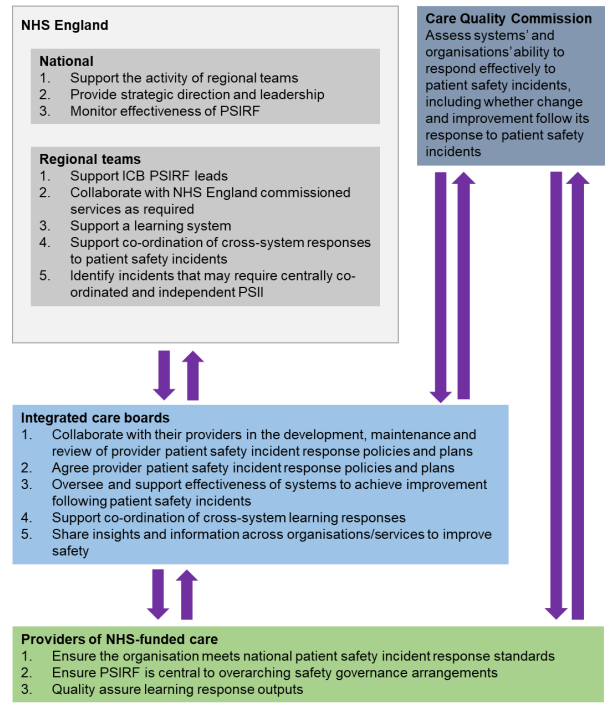 NHS England
National
1. Support the activity of regional teams
2. Provide strategic direction and leadership
3. Monitor effectiveness of PSIRF
Regional teams
1. Support ICB PSIRF leads
2. Collaborate with NHS England commissioned
services as required
3. Support a learning system
4. Support co-ordination of cross-system responses
to patient safety incidents
5. Identify incidents that may require centrally co-
ordinated and independent PSII
Care Quality Commission
Assess systems' and
organisations' ability to
respond effectively to
patient safety incidents,
including whether change
and improvement follow its
response to patient safety
incidents
Integrated care boards
1. Collaborate with their providers in the development, maintenance and
review of provider patient safety incident response policies and plans
2. Agree provider patient safety incident response policies and plans
3. Oversee and support effectiveness of systems to achieve improvement
following patient safety incidents
4. Support co-ordination of cross-system learning responses
5. Share insights and information across organisations/services to improve
safety
Providers of NHS-funded care
1. Ensure the organisation meets national patient safety incident response standards
2. Ensure PSIRF is central to overarching safety governance arrangements
3. Quality assure learning response outputs